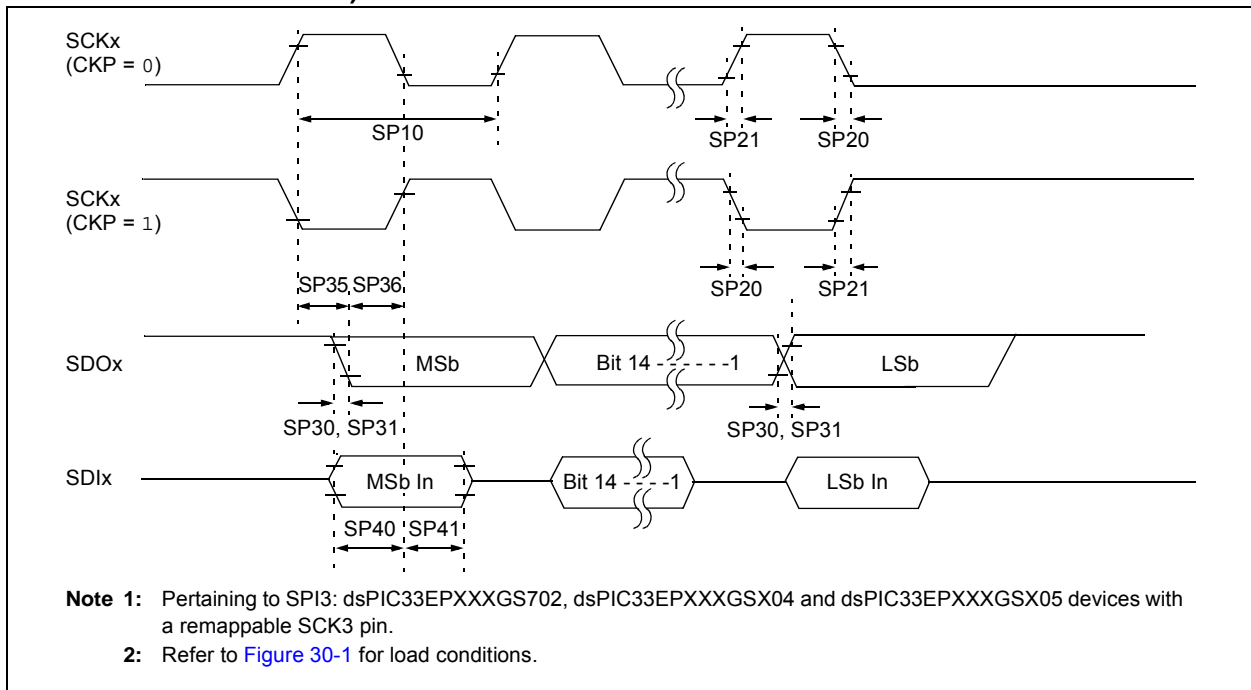 SCKx
(CKP = 0)
SP10
SP21
SP20
SCKx
(CKP = 1)
SP35
SP36
SP20
SP21
SDOx
MSb
Bit 14 - - - - - -1
LSb
SP30, SP31
SP30, SP31
SDIx
MSb In
Bit 14 - - - -1
LSb In
SP40
SP41
Note 1: Pertaining to SPI3: dsPIC33EPXXXGS702, dsPIC33EPXXXGSX04 and dsPIC33EPXXXGSX05 devices with
a remappable SCK3 pin.
2: Refer to Figure 30-1 for load conditions.